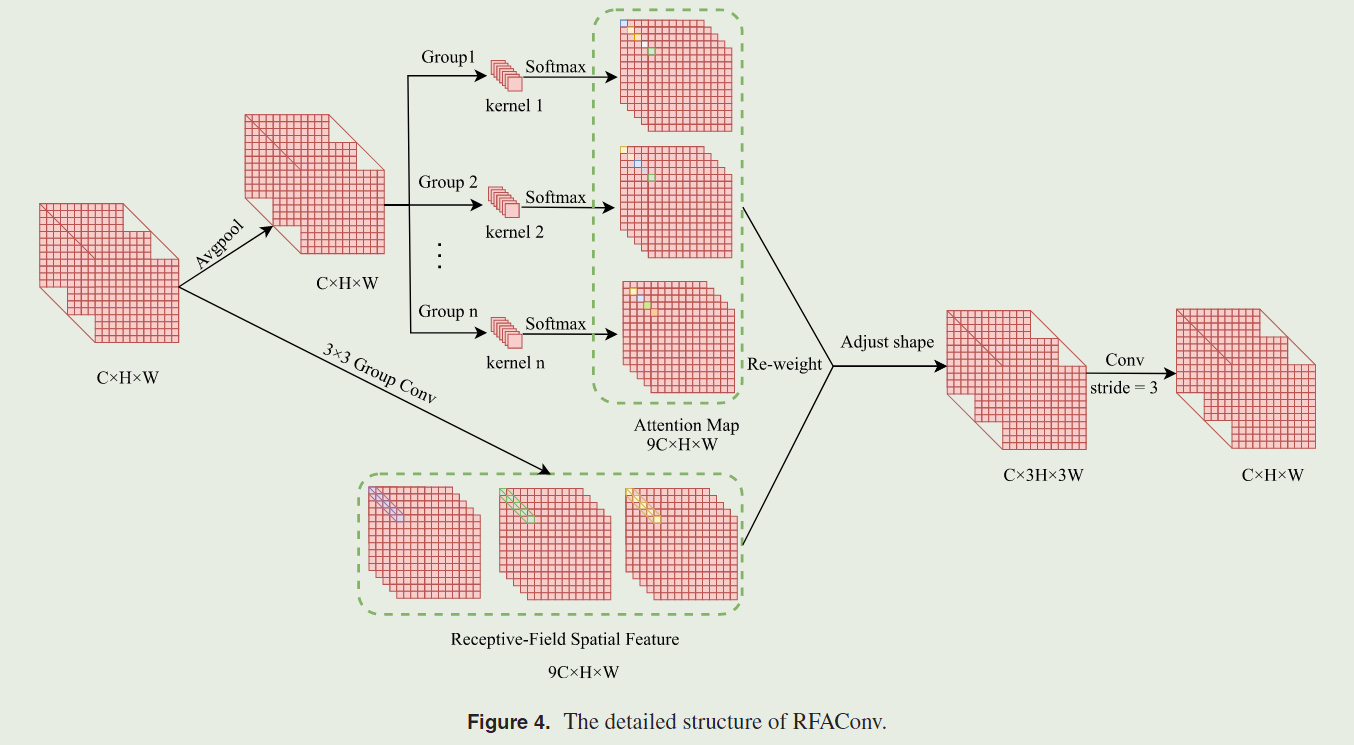 Group1
Softmax
kernel 1
Avgpool
C×H×W
Group 2
Softmax
kernel 2
⋮
Group n
Softmax
kernel n
C×H×W
3×3 Group Conv
Attention Map
9C×H×W
Re-weight
Adjust shape
Conv
stride = 3
C×3H×3W
C×H×W
Receptive-Field Spatial Feature
9C×H×W
Figure 4. The detailed structure of RFAConv.